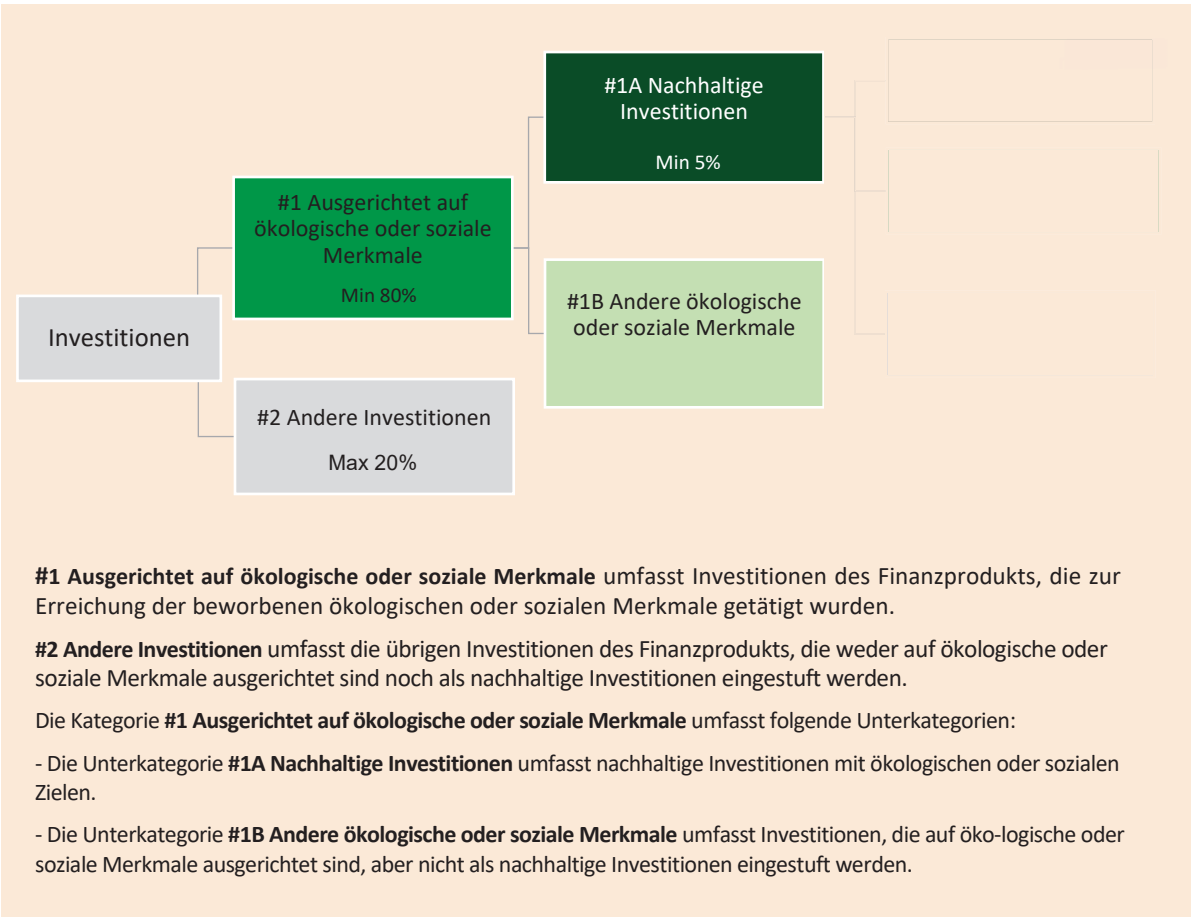 #1A Nachhaltige
Investitionen
Min 5%
#1 Ausgerichtet auf
ökologische oder soziale
Merkmale
Min 80%
#1B Andere ökologische
oder soziale Merkmale
Investitionen
#2 Andere Investitionen
Max 20%
#1 Ausgerichtet auf ökologische oder soziale Merkmale umfasst Investitionen des Finanzprodukts, die zur
Erreichung der beworbenen ökologischen oder sozialen Merkmale getätigt wurden.
#2 Andere Investitionen umfasst die übrigen Investitionen des Finanzprodukts, die weder auf ökologische oder
soziale Merkmale ausgerichtet sind noch als nachhaltige Investitionen eingestuft werden.
Die Kategorie #1 Ausgerichtet auf ökologische oder soziale Merkmale umfasst folgende Unterkategorien:
- Die Unterkategorie #1A Nachhaltige Investitionen umfasst nachhaltige Investitionen mit ökologischen oder sozialen
Zielen.
- Die Unterkategorie #1B Andere ökologische oder soziale Merkmale umfasst Investitionen, die auf öko-logische oder
soziale Merkmale ausgerichtet sind, aber nicht als nachhaltige Investitionen eingestuft werden.